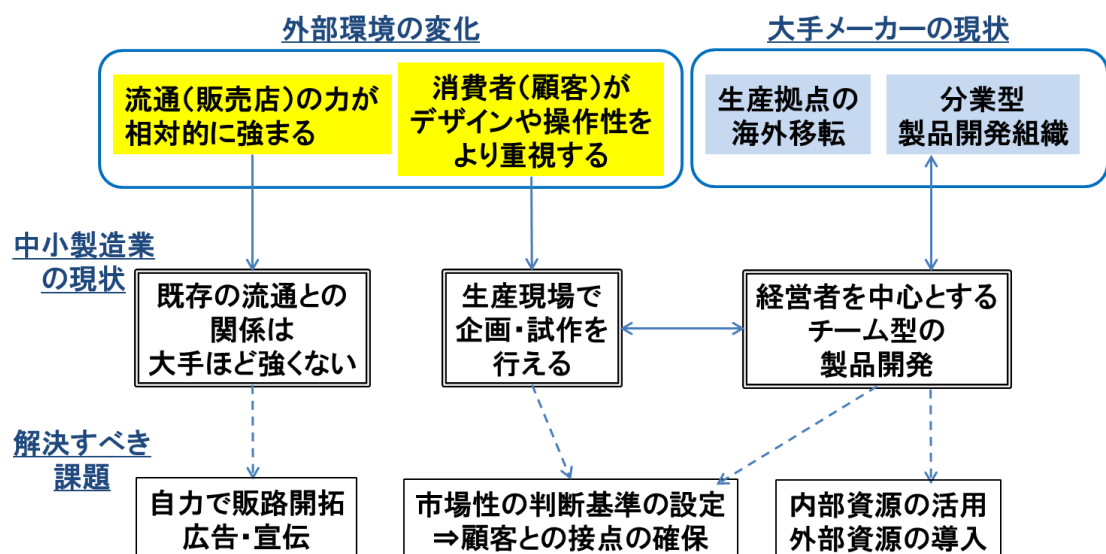 外部環境の変化
大手メーカーの現状
流通(販売店)の力が
相対的に強まる
消費者(顧客)が
デザインや操作性を
より重視する
生産拠点の
海外移転
分業型
製品開発組織
中小製造業
の現状
既存の流通との
関係は
大手ほど強くない
生産現場で
企画・試作を
行える
経営者を中心とする
チーム型の
製品開発
解決すべき
課題
自力で販路開拓
広告・宣伝
市場性の判断基準の設定
⇒顧客との接点の確保
内部資源の活用
外部資源の導入